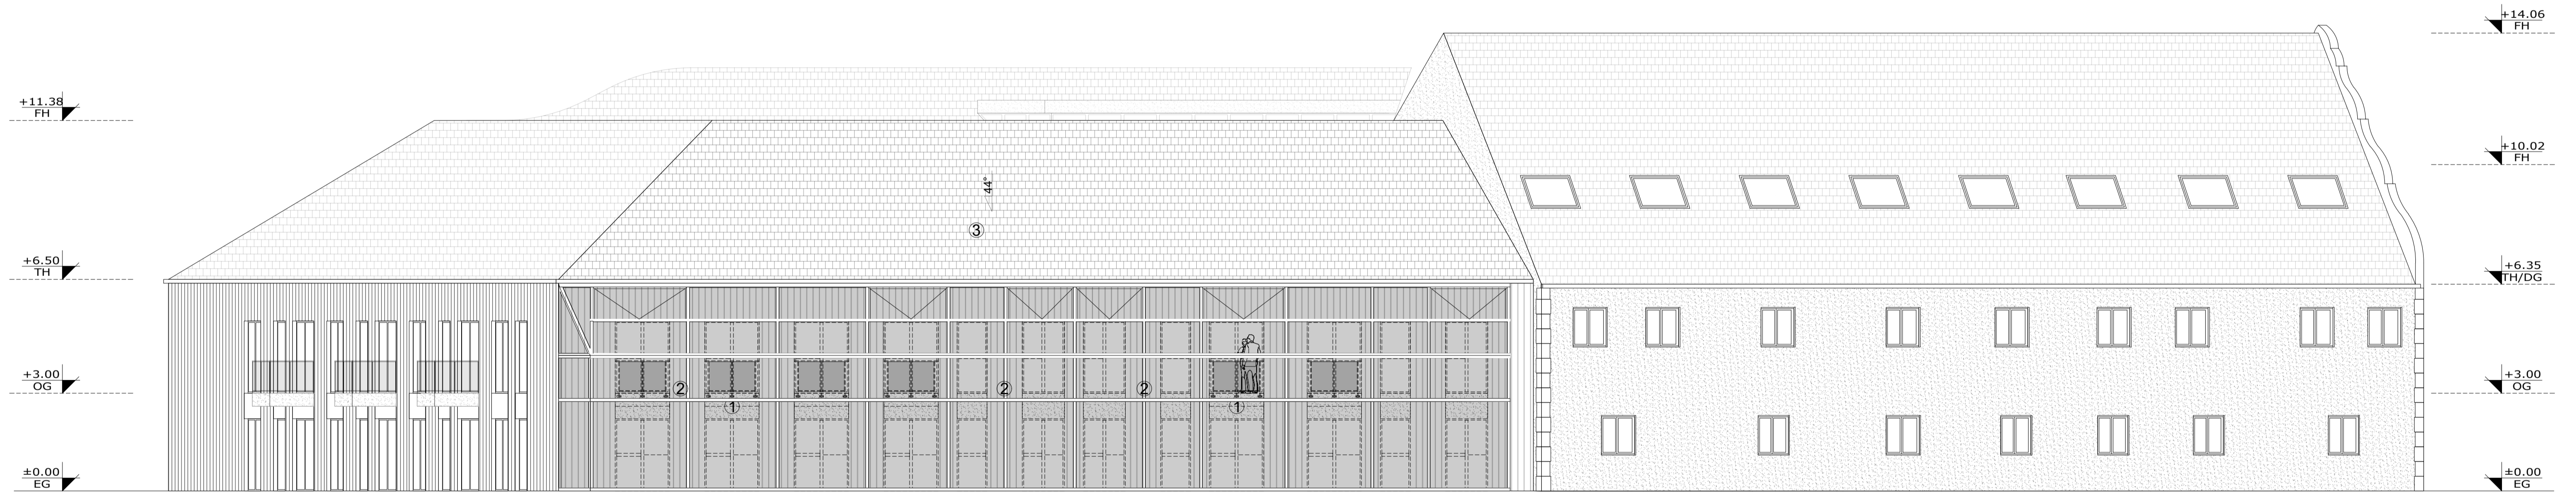 +14.06
FH
+11.38
FH
+10.02
FH
44°
③
+6.50
TH
+6.35
TH/DG
+3.00
OG
② ② ②
① ①
+3.00
OG
±0.00
EG
±0.00
EG